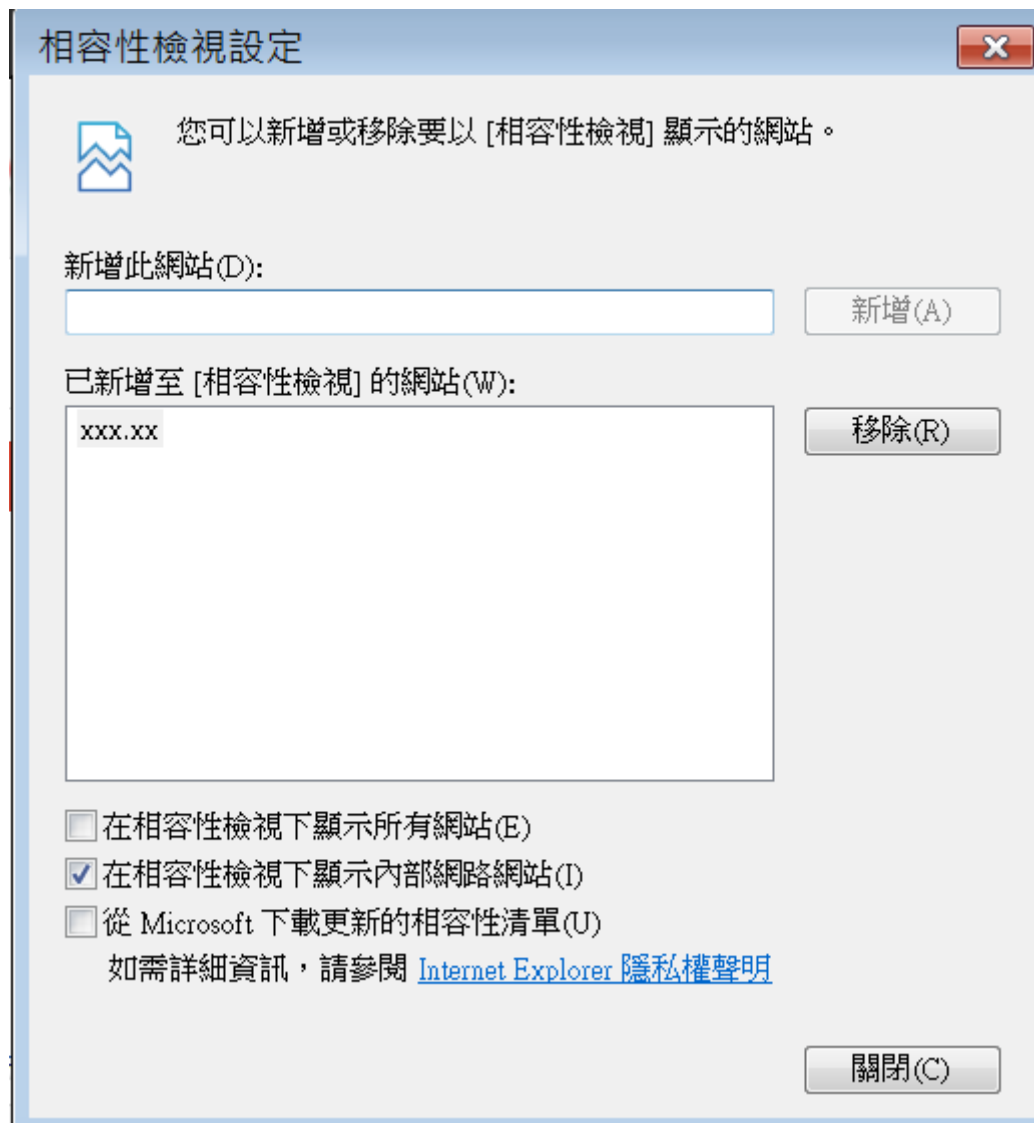 相容性檢視設定
您可以新增或移除要以 [相容性檢視] 顯示的網站。
新增此網站(D):
新增(A)
已新增至 [相容性檢視] 的網站(W):
xxx.xx
移除(R)
在相容性檢視下顯示所有網站(E)
在相容性檢視下顯示內部網路網站(I)
從 Microsoft 下載更新的相容性清單(U)
如需詳細資訊，請參閱 Internet Explorer 隱私權聲明
關閉(C)